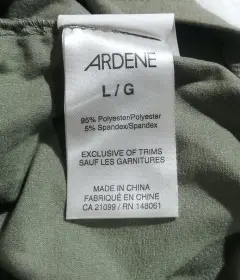 ARDENE
L / G
95% Polyester/Polyester
5% Spandex/Spandex
EXCLUSIVE OF TRIMS
SAUF LES GARNITURES
MADE IN CHINA
FABRIQUÉ EN CHINE
CA 21099 / RN 148061